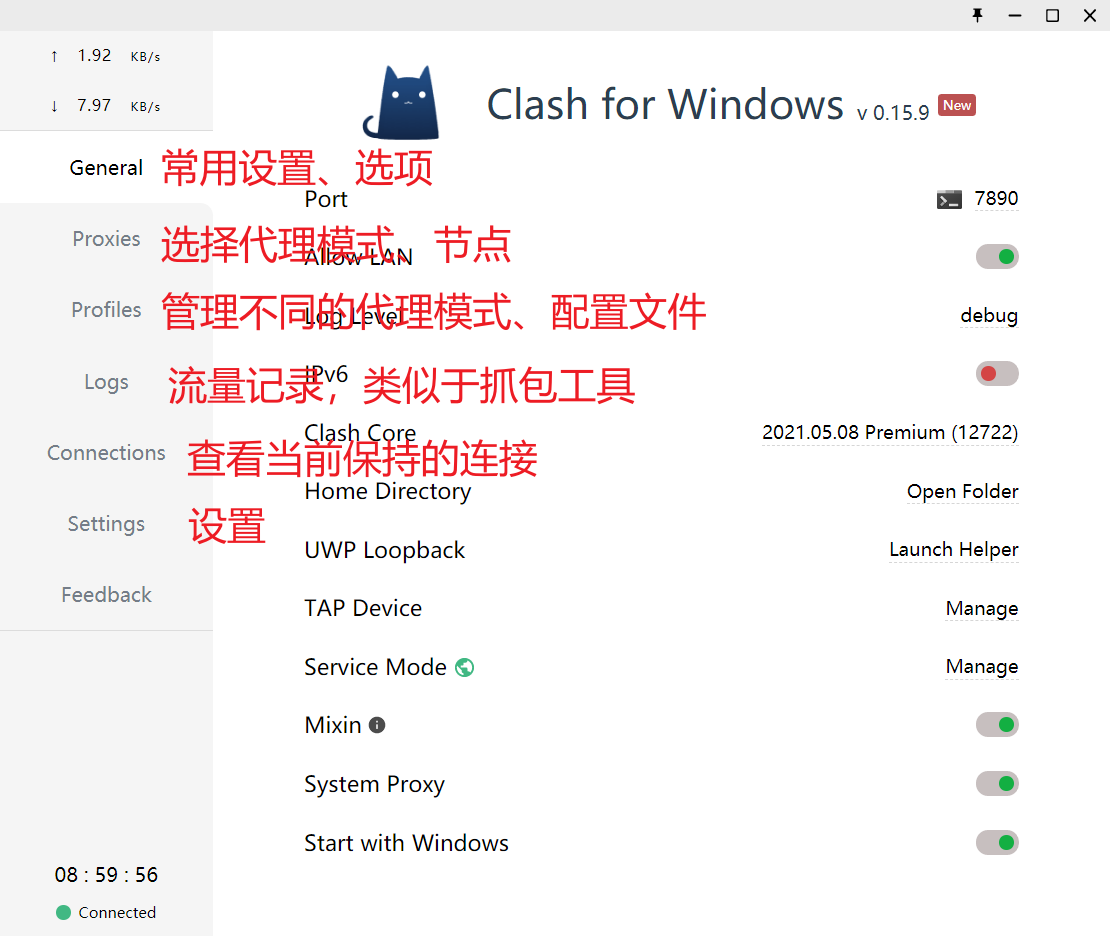 ↑ 1.92 KB/s
↓ 7.97 KB/s
Clash for Windows v 0.15.9 New
General 常用设置、选项
Port 7890
Proxies 选择代理模式、节点
Allow LAN
Profiles 管理不同的代理模式、配置文件
Log Level debug
Logs 流量记录，类似于抓包工具
IPv6
Clash Core 2021.05.08 Premium (12722)
Connections 查看当前保持的连接
Home Directory Open Folder
Settings 设置
UWP Loopback Launch Helper
Feedback
TAP Device Manage
Service Mode Manage
Mixin
System Proxy
Start with Windows
08 : 59 : 56
Connected